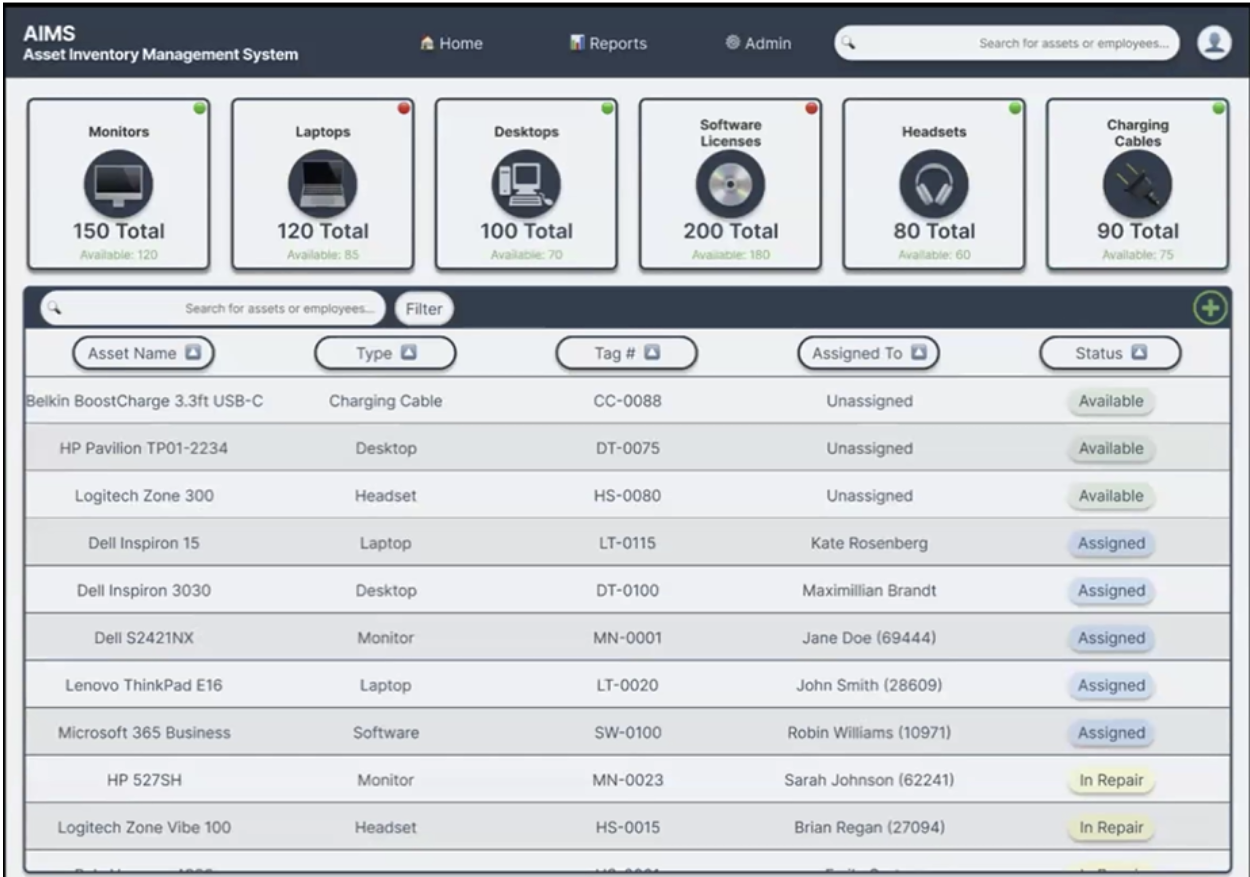 AIMS
Asset Inventory Management System
Home
Reports
Admin
Search for assets or employees...
Monitors
150 Total
Available: 120
Laptops
120 Total
Available: 85
Desktops
100 Total
Available: 70
Software
Licenses
200 Total
Available: 180
Headsets
80 Total
Available: 60
Charging
Cables
90 Total
Available: 75
Search for assets or employees...
Filter
Asset Name Type Tag # Assigned To Status
Belkin BoostCharge 3.3ft USB-C Charging Cable CC-0088 Unassigned Available
HP Pavilion TP01-2234 Desktop DT-0075 Unassigned Available
Logitech Zone 300 Headset HS-0080 Unassigned Available
Dell Inspiron 15 Laptop LT-0115 Kate Rosenberg Assigned
Dell Inspiron 3030 Desktop DT-0100 Maximillian Brandt Assigned
Dell S2421NX Monitor MN-0001 Jane Doe (69444) Assigned
Lenovo ThinkPad E16 Laptop LT-0020 John Smith (28609) Assigned
Microsoft 365 Business Software SW-0100 Robin Williams (10971) Assigned
HP 527SH Monitor MN-0023 Sarah Johnson (62241) In Repair
Logitech Zone Vibe 100 Headset HS-0015 Brian Regan (27094) In Repair